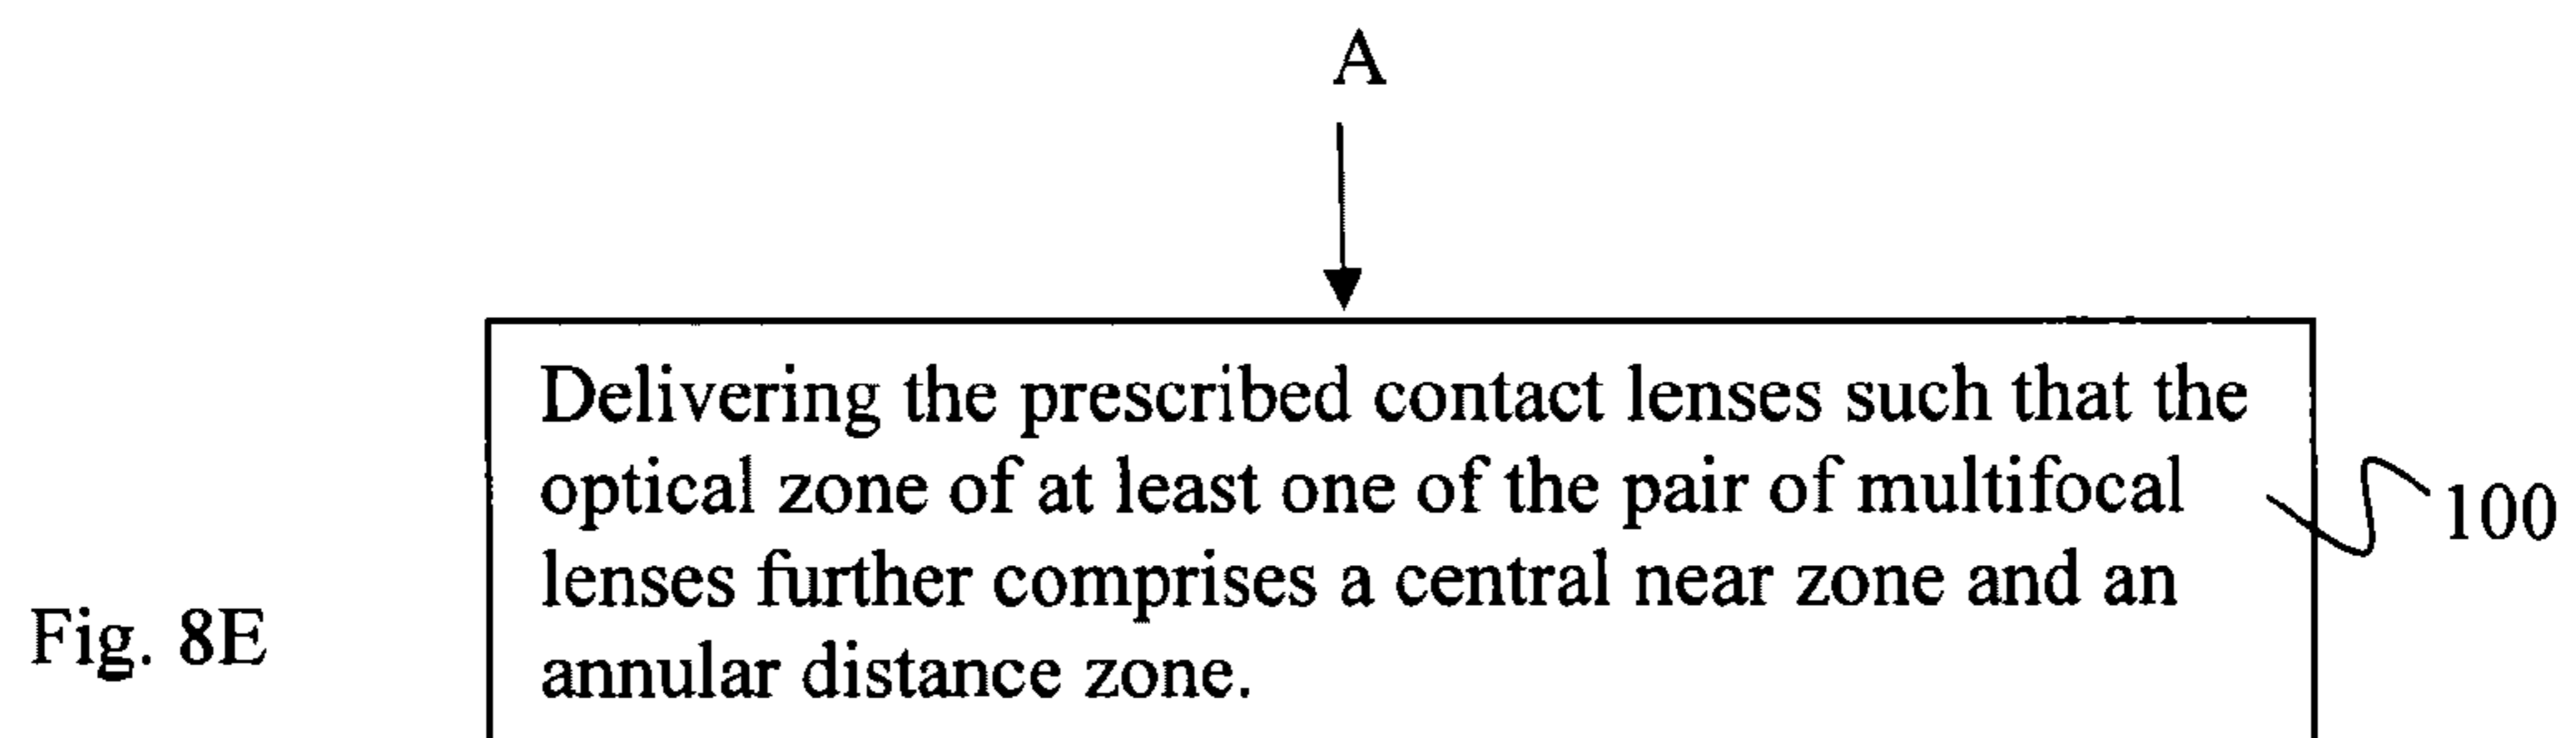 A
Delivering the prescribed contact lenses such that the
optical zone of at least one of the pair of multifocal
100
lenses further comprises a central near zone and an
Fig. 8E
annular distance zone.